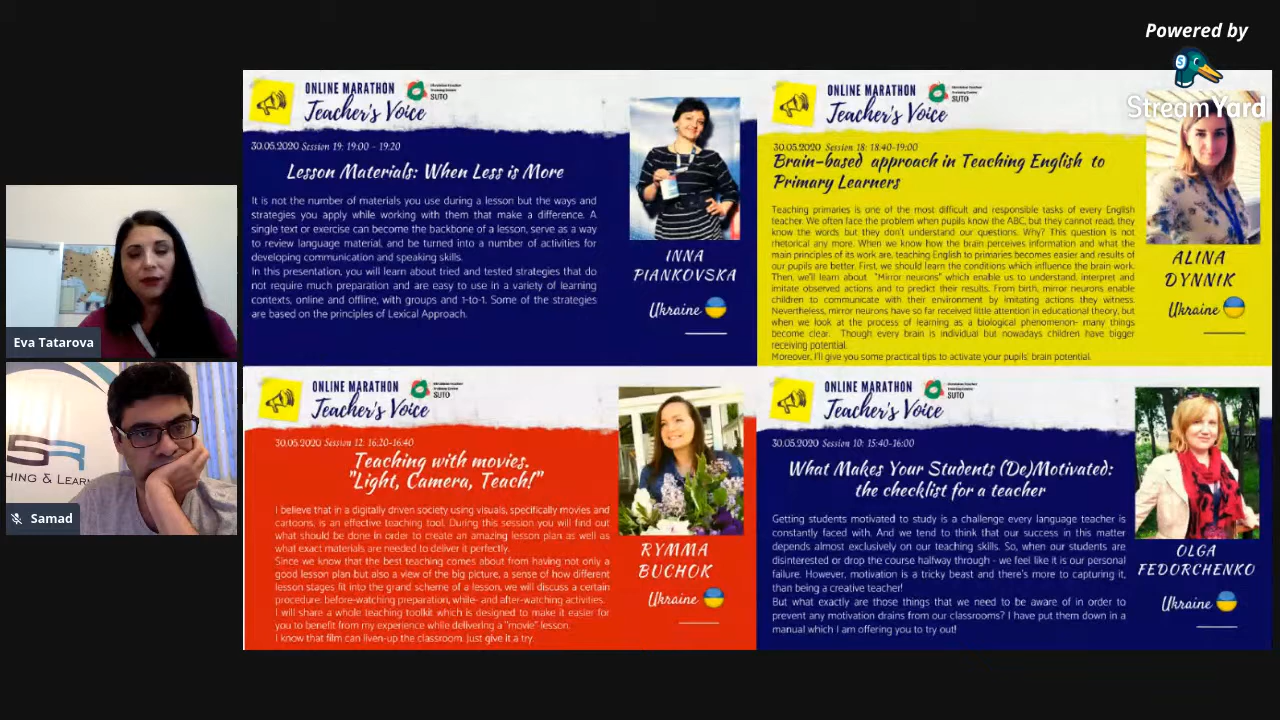 Powered by
StreamYard
ONLINE MARATHON
Teacher's Voice
SUTO
30.05.2020 Session 19: 19:00 - 19:20
Lesson Materials: When Less is More
It is not the number of materials you use during a lesson but the ways and
strategies you apply while working with them that make a difference. A
single text or exercise can become the backbone of a lesson, serve as a way
to review language material, and be turned into a number of activities for
developing communication and speaking skills.
In this presentation, you will learn about tried and tested strategies that do
not require much preparation and are easy to use in a variety of learning
contexts, online and offline, with groups and 1-to-1. Some of the strategies
are based on the principles of Lexical Approach.
INNA
PIANKOVSKA
Ukraine
ONLINE MARATHON
Teacher's Voice
SUTO
30.05.2020 Session 18: 18:40-19:00
Brain-based approach in Teaching English to
Primary Learners
Teaching primaries is one of the most difficult and responsible tasks of every English
teacher. We often face the problem when pupils know the ABC, but they cannot read, they
know the words but they don't understand our questions. Why? This question is not
rhetorical any more. When we know how the brain perceives information and what the
main principles of its work are, teaching English to primaries becomes easier and results of
our pupils are better. First, we should learn the conditions which influence the brain work.
Then, we'll learn about "Mirror neurons" which enable us to understand, interpret and
imitate observed actions and to predict their results. From birth, mirror neurons enable
children to communicate with their environment by imitating actions they witness.
Nevertheless, mirror neurons have so far received little attention in educational theory, but
when we look at the process of learning as a biological phenomenon- many things
become clear. Though every brain is individual but nowadays children have bigger
receiving potential.
Moreover, I'll give you some practical tips to activate your pupils' brain potential.
ALINA
DYNNIK
Ukraine
Eva Tatarova
SR
HING & LEARN
Samad
ONLINE MARATHON
Teacher's Voice
SUTO
30.05.2020 Session 12: 16:20-16:40
Teaching with movies.
"Light, Camera, Teach!"
I believe that in a digitally driven society using visuals, specifically movies and
cartoons, is an effective teaching tool. During this session you will find out
what should be done in order to create an amazing lesson plan as well as
what exact materials are needed to deliver it perfectly.
Since we know that the best teaching comes about from having not only a
good lesson plan but also a view of the big picture, a sense of how different
lesson stages fit into the grand scheme of a lesson, we will discuss a certain
procedure: before-watching preparation, while- and after-watching activities.
I will share a whole teaching toolkit which is designed to make it easier for
you to benefit from my experience while delivering a "movie" lesson.
I know that film can liven-up the classroom. Just give it a try.
RYMMA
BUCHOK
Ukraine
ONLINE MARATHON
Teacher's Voice
SUTO
30.05.2020 Session 10: 15:40-16:00
What Makes Your Students (De)Motivated:
the checklist for a teacher
Getting students motivated to study is a challenge every language teacher is
constantly faced with. And we tend to think that our success in this matter
depends almost exclusively on our teaching skills. So, when our students are
disinterested or drop the course halfway through - we feel like it is our personal
failure. However, motivation is a tricky beast and there's more to capturing it,
than being a creative teacher!
But what exactly are those things that we need to be aware of in order to
prevent any motivation drains from our classrooms? I have put them down in a
manual which I am offering you to try out!
OLGA
FEDORCHENKO
Ukraine